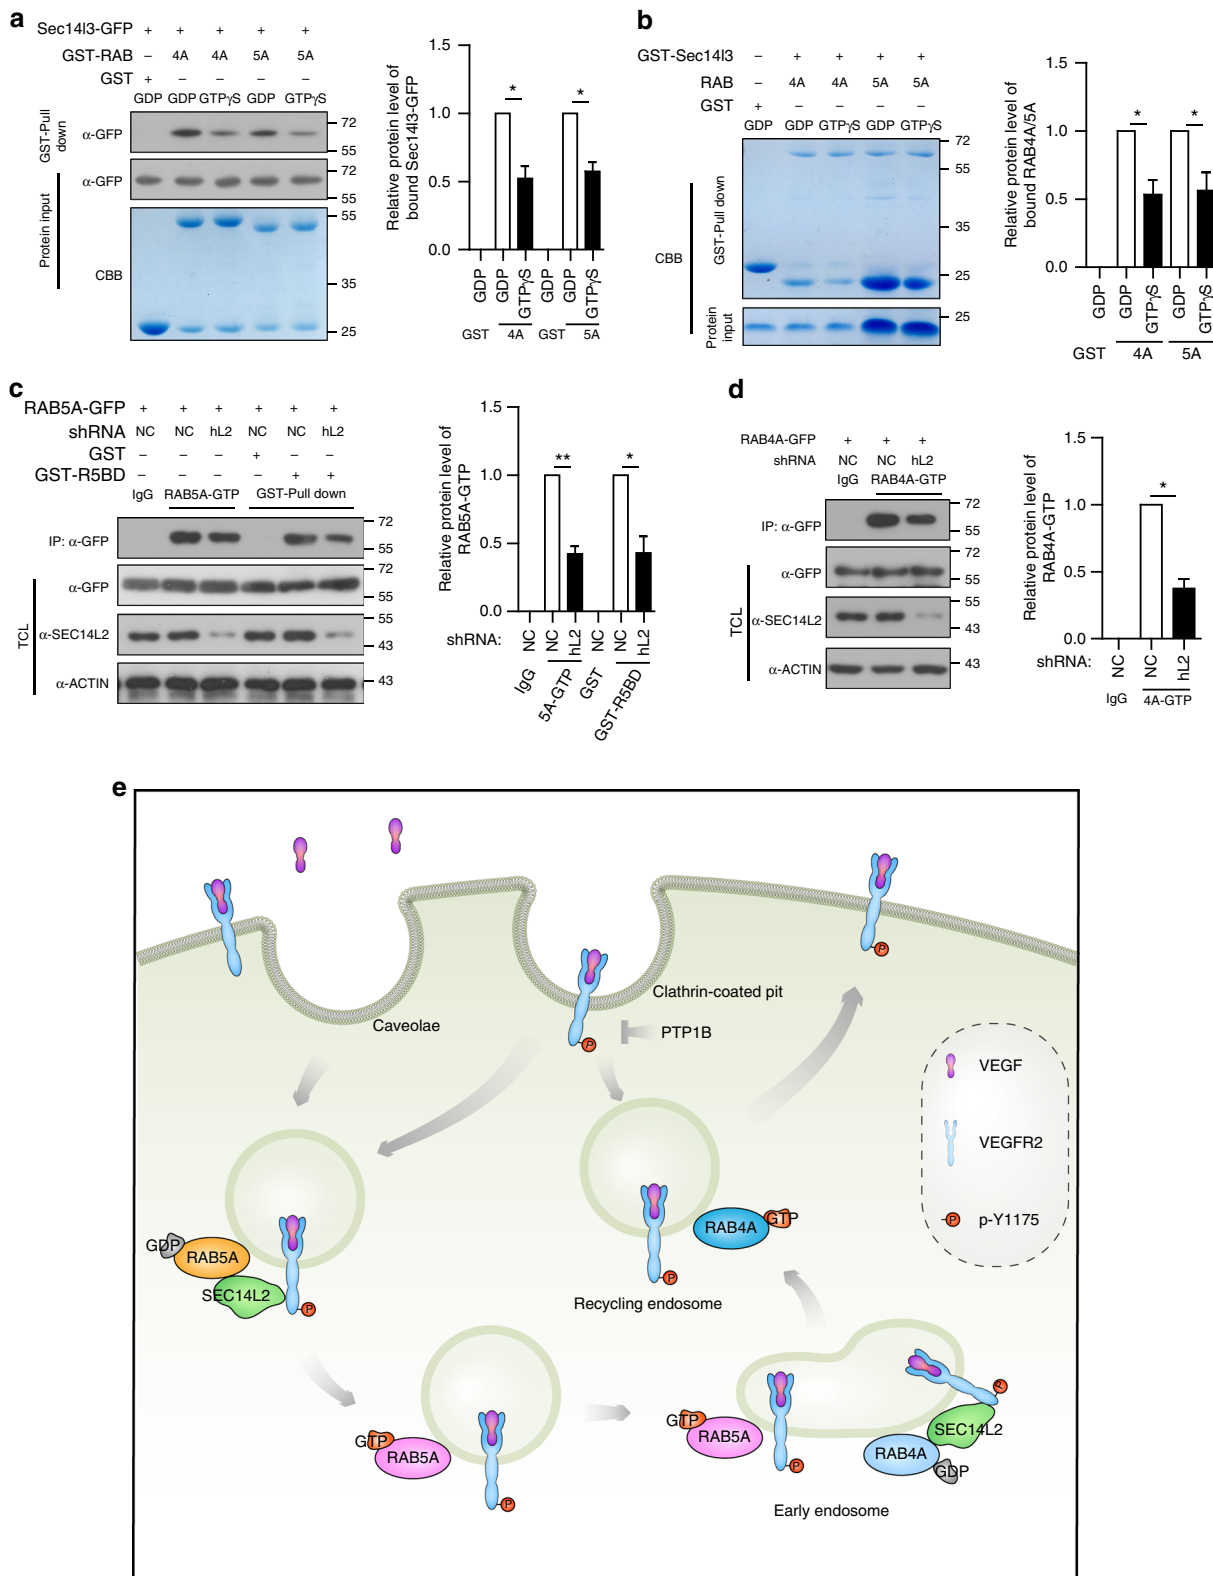 a
Sec14l3-GFP + + + + +
GST-RAB – 4A 4A 5A 5A
GST + – – – –
GDP GDP GTPγS GDP GTPγS
GST-Pull down
α-GFP
72
55
Protein input
α-GFP
72
55
CBB
55
35
25
Relative protein level of bound Sec14l3-GFP
1.5
1.0
0.5
0.0
* *
GDP GDP GTPγS GDP GDP GTPγS
GST 4A GST 5A
b
GST-Sec14l3 – + + + +
RAB – 4A 4A 5A 5A
GST + – – – –
GDP GDP GTPγS GDP GTPγS
CBB
GST-Pull down
72
55
35
25
Protein input
25
Relative protein level of bound RAB4A/5A
1.5
1.0
0.5
0.0
* *
GDP GDP GTPγS GDP GTPγS
GST 4A 5A
c
RAB5A-GFP + + + + + +
shRNA NC NC hL2 NC NC hL2
GST – – – + – –
GST-R5BD – – – – + +
IgG RAB5A-GTP GST-Pull down
IP: α-GFP
72
55
TCL
α-GFP
72
55
α-SEC14L2
55
43
α-ACTIN
43
Relative protein level of RAB5A-GTP
1.5
1.0
0.5
0.0
** *
shRNA: NC NC hL2 NC NC hL2
IgG 5A-GTP GST GST-R5BD
d
RAB4A-GFP + + +
shRNA NC NC hL2
IgG RAB4A-GTP
IP: α-GFP
72
55
TCL
α-GFP
72
55
α-SEC14L2
55
43
α-ACTIN
43
Relative protein level of RAB4A-GTP
1.5
1.0
0.5
0.0
*
shRNA: NC NC hL2
IgG 4A-GTP
e
P
Clathrin-coated pit
Caveolae
P
PTP1B
VEGF
VEGFR2
P p-Y1175
RAB4A GTP
P
Recycling endosome
GDP RAB5A
SEC14L2
P
GTP
RAB5A
P
GTP
RAB5A
P
P
SEC14L2
RAB4A
GDP
Early endosome